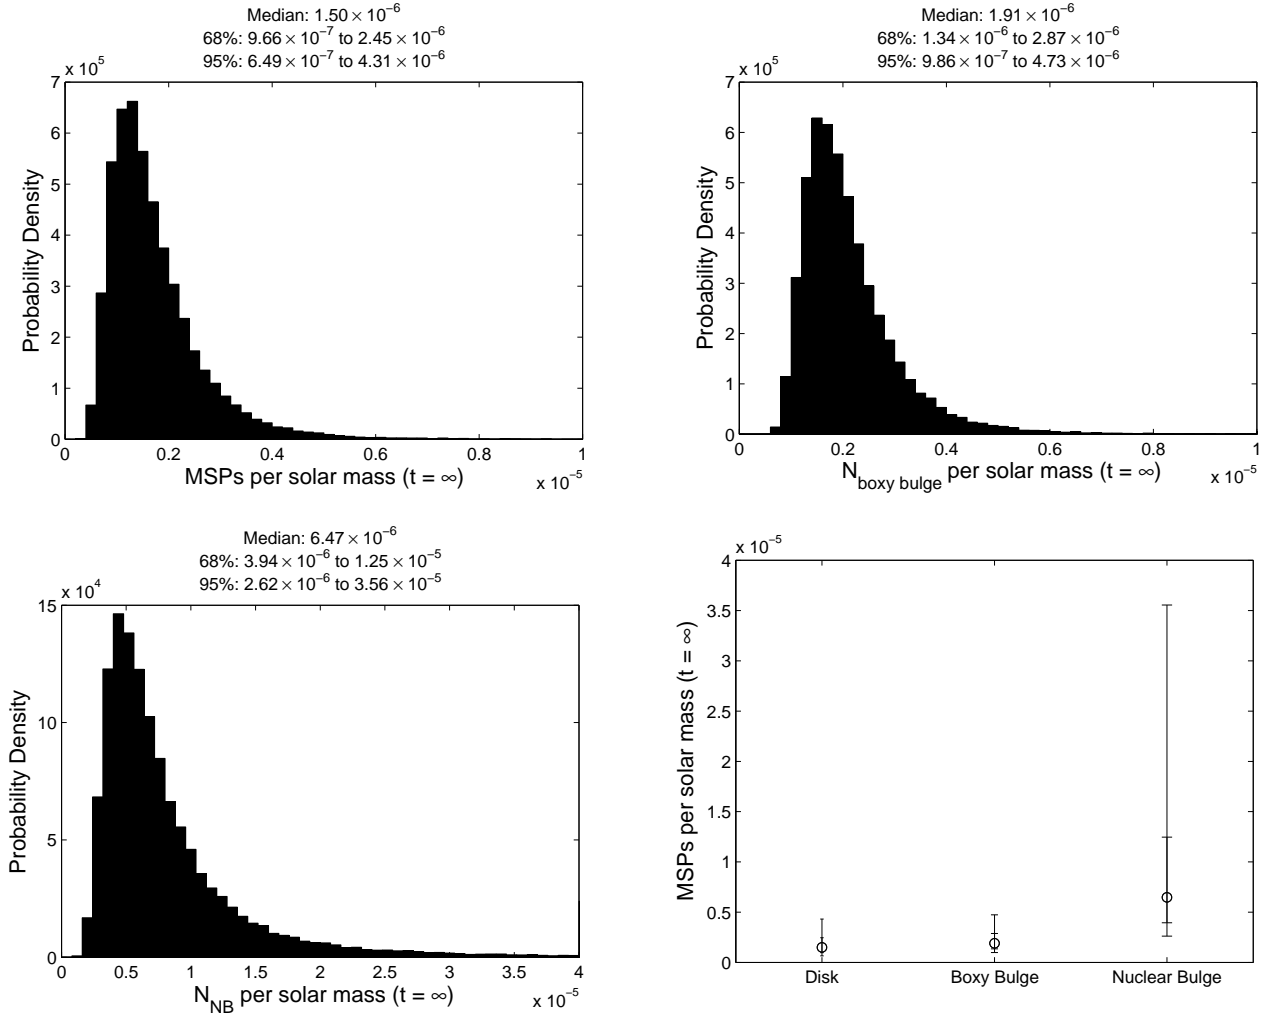 Median: 1.50 × 10⁻⁶
68%: 9.66 × 10⁻⁷ to 2.45 × 10⁻⁶
95%: 6.49 × 10⁻⁷ to 4.31 × 10⁻⁶
x 10⁵
7
6
5
4
3
2
1
0
Probability Density
0 0.2 0.4 0.6 0.8 1
MSPs per solar mass (t = ∞)
x 10⁻⁵
Median: 1.91 × 10⁻⁶
68%: 1.34 × 10⁻⁶ to 2.87 × 10⁻⁶
95%: 9.86 × 10⁻⁷ to 4.73 × 10⁻⁶
x 10⁵
7
6
5
4
3
2
1
0
Probability Density
0 0.2 0.4 0.6 0.8 1
N_boxy bulge per solar mass (t = ∞)
x 10⁻⁵
Median: 6.47 × 10⁻⁶
68%: 3.94 × 10⁻⁶ to 1.25 × 10⁻⁵
95%: 2.62 × 10⁻⁶ to 3.56 × 10⁻⁵
x 10⁴
15
10
5
0
Probability Density
0 0.5 1 1.5 2 2.5 3 3.5 4
N_NB per solar mass (t = ∞)
x 10⁻⁵
x 10⁻⁵
4
3.5
3
2.5
2
1.5
1
0.5
0
MSPs per solar mass (t = ∞)
Disk Boxy Bulge Nuclear Bulge